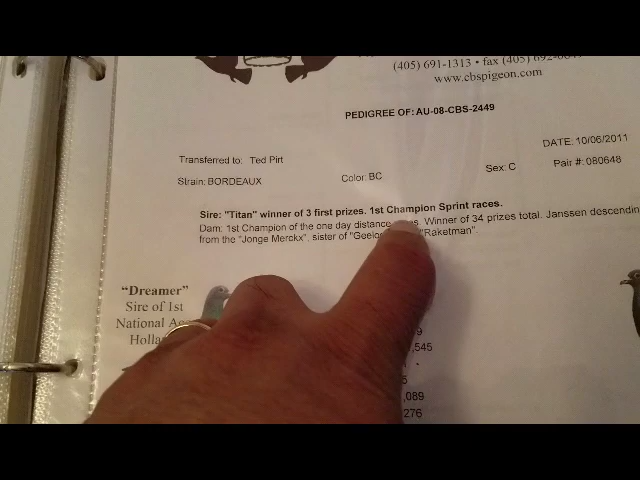 (405) 691-1313 • fax (405)
www.cbspigeon.com
PEDIGREE OF: AU-08-CBS-2449
DATE: 10/06/2011
Transferred to: Ted Pirt
Sex: C
Pair #: 080648
Strain: BORDEAUX
Color: BC
Sire: "Titan" winner of 3 first prizes. 1st Champion Sprint races.
Dam: 1st Champion of the one day distance Winner of 34 prizes total. Janssen descendin
from the "Jonge Merckx", sister of "Raketman".
"Dreamer"
Sire of 1st
National
9
,545
5
,089
276